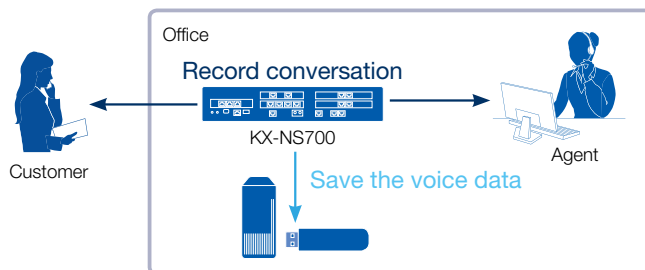 Office
Record conversation
KX-NS700
Customer
Agent
Save the voice data